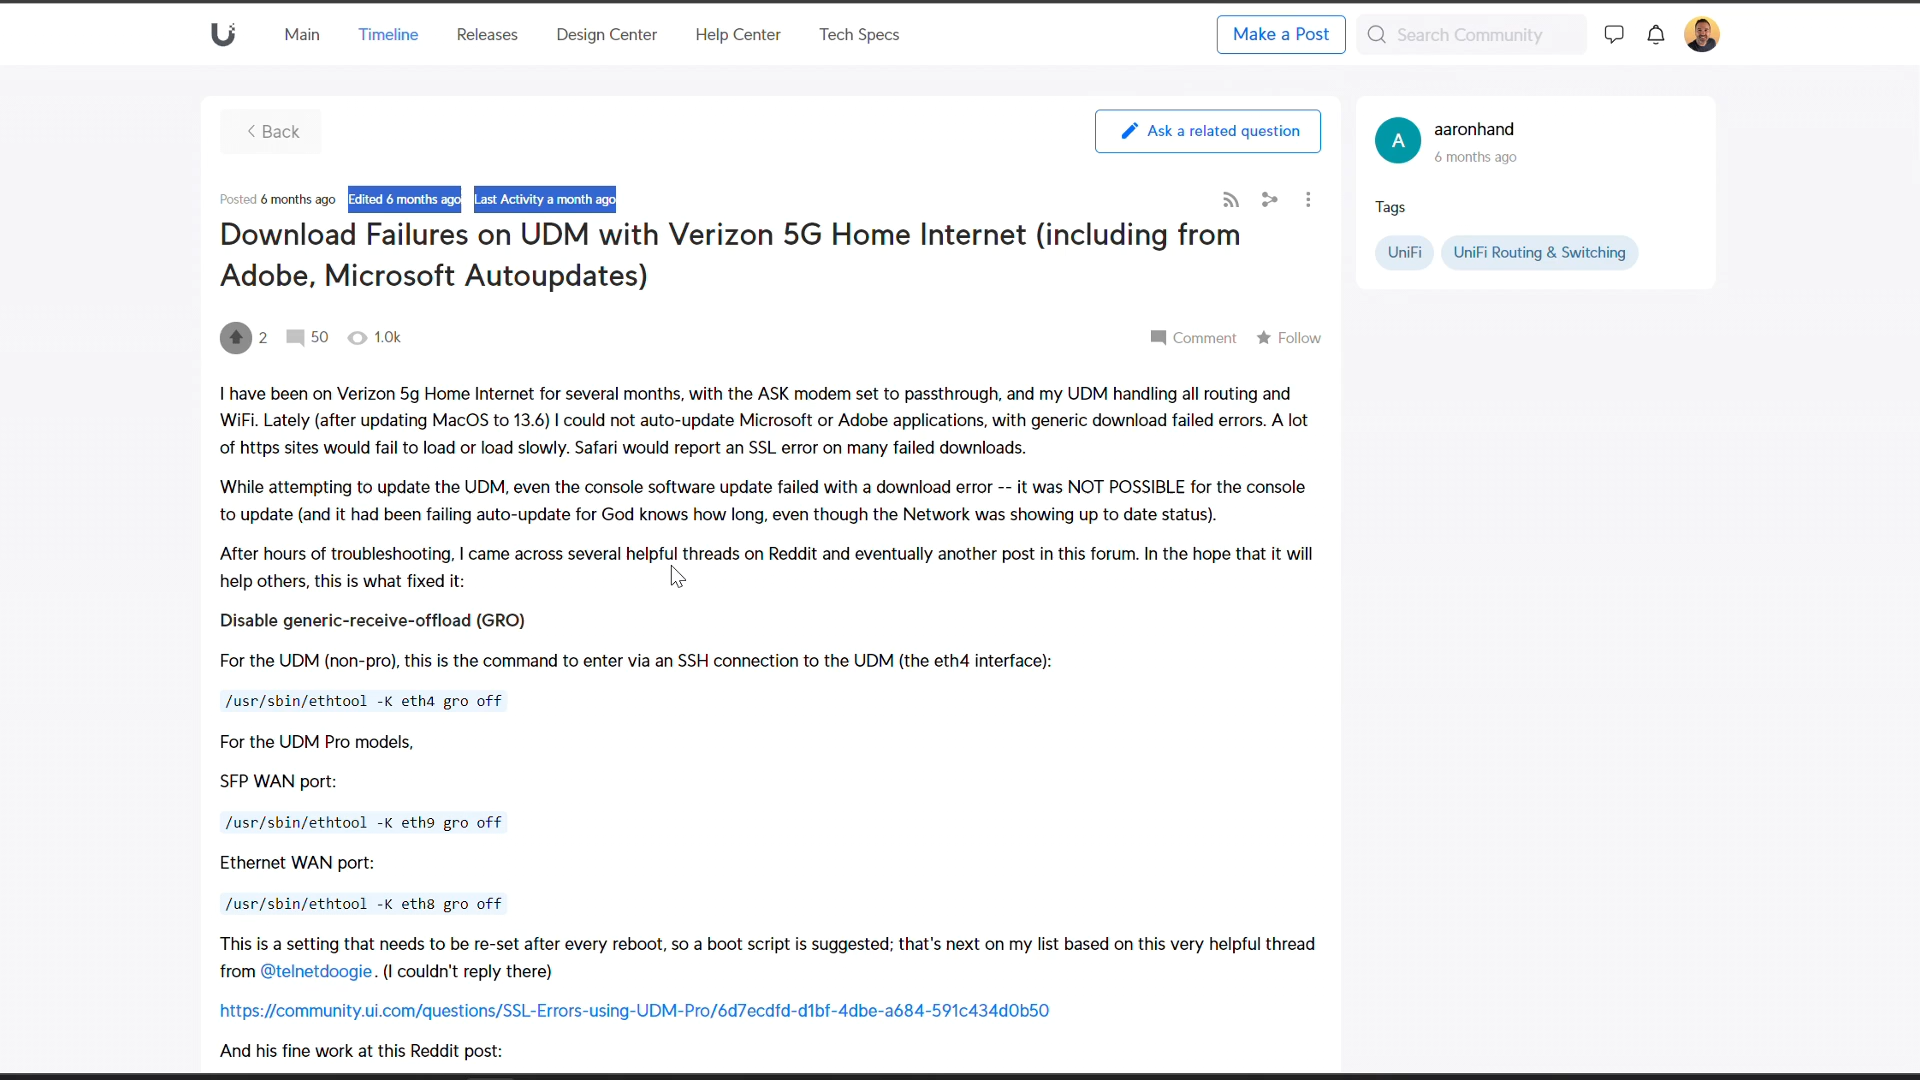 Main Timeline Releases Design Center Help Center Tech Specs Make a Post Search Community
Back
Ask a related question
A
aaronhand
6 months ago
Tags
UniFi UniFi Routing & Switching
Posted 6 months ago Edited 6 months ago Last Activity a month ago
Download Failures on UDM with Verizon 5G Home Internet (including from
Adobe, Microsoft Autoupdates)
2 50 1.0k Comment Follow
I have been on Verizon 5g Home Internet for several months, with the ASK modem set to passthrough, and my UDM handling all routing and
WiFi. Lately (after updating MacOS to 13.6) I could not auto-update Microsoft or Adobe applications, with generic download failed errors. A lot
of https sites would fail to load or load slowly. Safari would report an SSL error on many failed downloads.
While attempting to update the UDM, even the console software update failed with a download error -- it was NOT POSSIBLE for the console
to update (and it had been failing auto-update for God knows how long, even though the Network was showing up to date status).
After hours of troubleshooting, I came across several helpful threads on Reddit and eventually another post in this forum. In the hope that it will
help others, this is what fixed it:
Disable generic-receive-offload (GRO)
For the UDM (non-pro), this is the command to enter via an SSH connection to the UDM (the eth4 interface):
/usr/sbin/ethtool -K eth4 gro off
For the UDM Pro models,
SFP WAN port:
/usr/sbin/ethtool -K eth9 gro off
Ethernet WAN port:
/usr/sbin/ethtool -K eth8 gro off
This is a setting that needs to be re-set after every reboot, so a boot script is suggested; that's next on my list based on this very helpful thread
from @telnetdoogie . (I couldn't reply there)
https://community.ui.com/questions/SSL-Errors-using-UDM-Pro/6d7ecdfd-d1bf-4dbe-a684-591c434d0b50
And his fine work at this Reddit post: